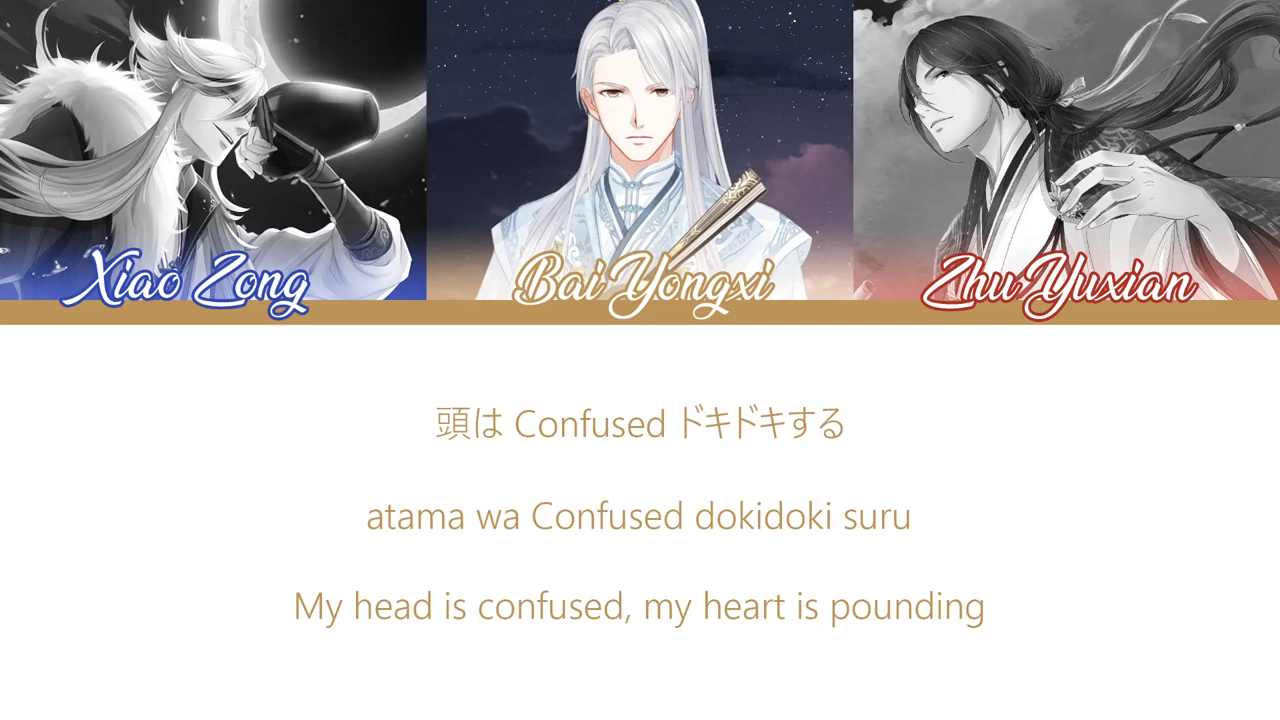 Xiao Zong
Bai Yongxi
Zhu Yuxian
頭は Confused ドキドキする
atama wa Confused dokidoki suru
My head is confused, my heart is pounding